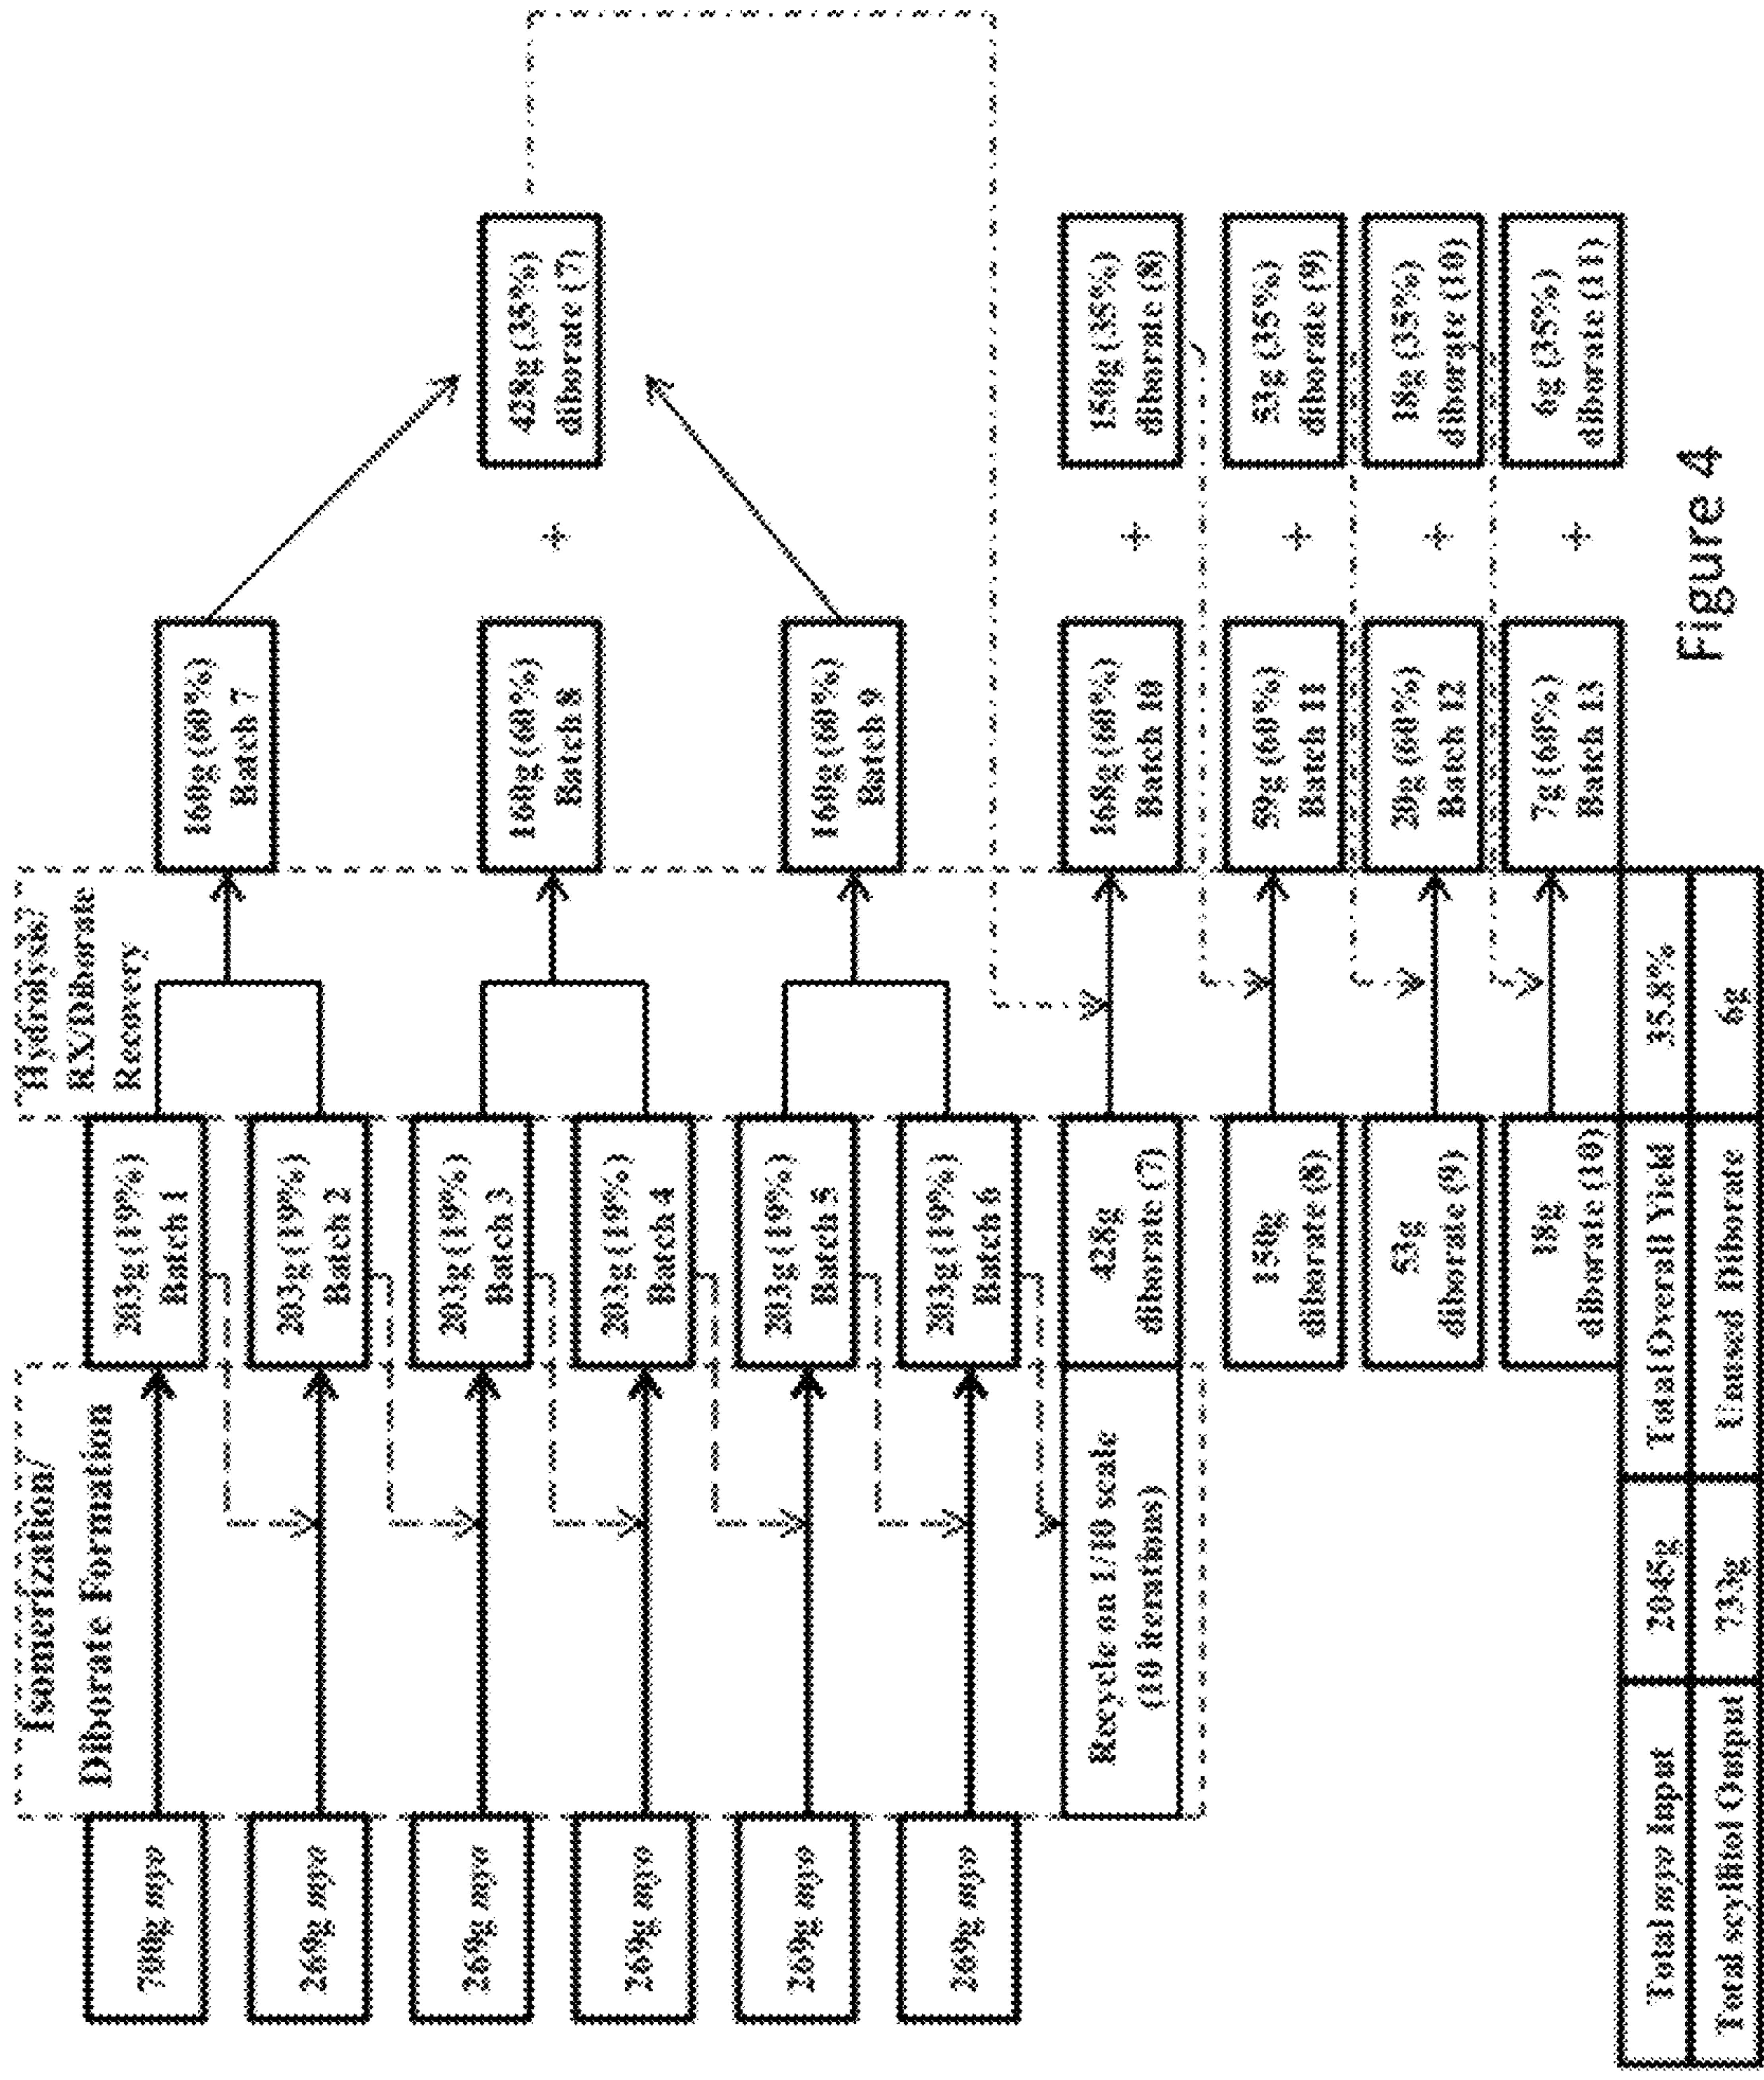 Isomerization/
Diborate Formation
Hydrolysis/
RX/Diborate
Recovery
700g myo
203g (19%)
Batch 1
160g (60%)
Batch 7
269g myo
203g (19%)
Batch 2
269g myo
203g (19%)
Batch 3
160g (60%)
Batch 8
+
428g (35%)
diborate (7)
269g myo
203g (19%)
Batch 4
269g myo
203g (19%)
Batch 5
160g (60%)
Batch 9
269g myo
203g (19%)
Batch 6
Recycle on 1/10 scale
(10 iterations)
428g
diborate (7)
168g (60%)
Batch 10
+
150g (35%)
diborate (8)
150g
diborate (8)
59g (60%)
Batch 11
+
53g (35%)
diborate (9)
53g
diborate (9)
20g (60%)
Batch 12
+
18g (35%)
diborate (10)
18g
diborate (10)
7g (60%)
Batch 13
+
6g (35%)
diborate (11)
Total myo Input
2045g
Total Overall Yield
35.8%
Total scyllitol Output
733g
Unused Diborate
6g
Figure 4